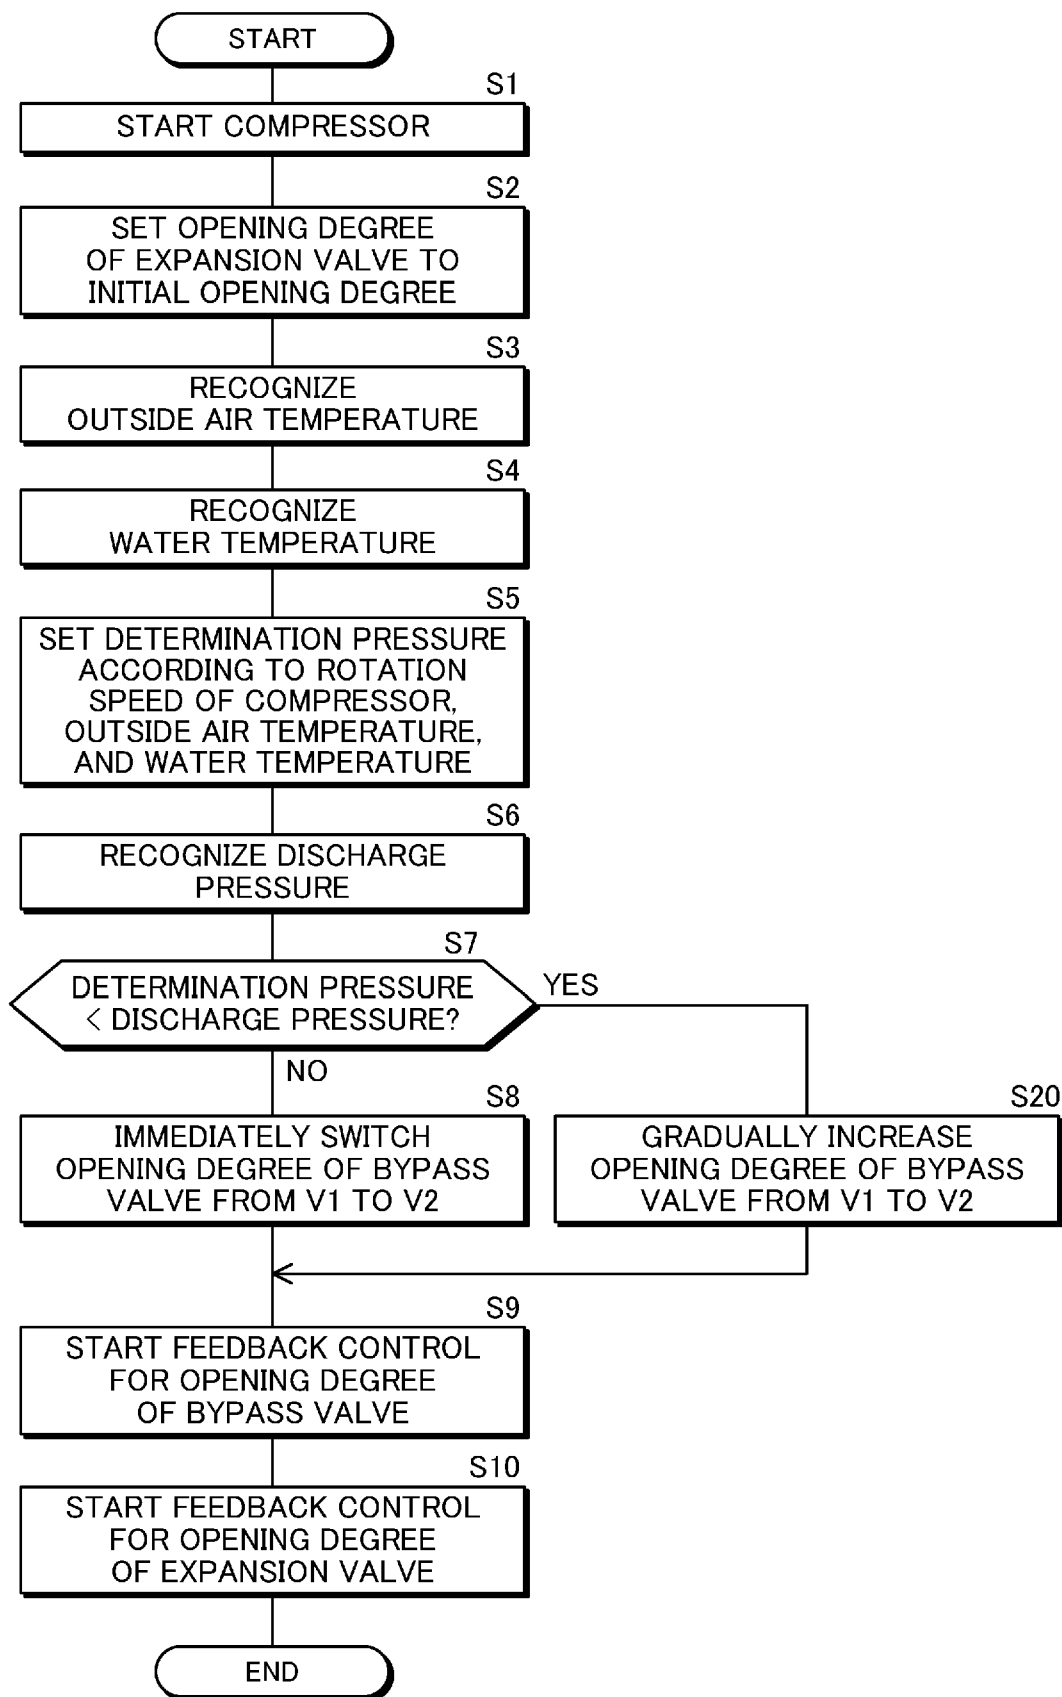 START
S1
START COMPRESSOR
S2
SET OPENING DEGREE
OF EXPANSION VALVE TO
INITIAL OPENING DEGREE
S3
RECOGNIZE
OUTSIDE AIR TEMPERATURE
S4
RECOGNIZE
WATER TEMPERATURE
S5
SET DETERMINATION PRESSURE
ACCORDING TO ROTATION
SPEED OF COMPRESSOR,
OUTSIDE AIR TEMPERATURE,
AND WATER TEMPERATURE
S6
RECOGNIZE DISCHARGE
PRESSURE
S7
DETERMINATION PRESSURE
< DISCHARGE PRESSURE?
YES
NO
S8
IMMEDIATELY SWITCH
OPENING DEGREE OF BYPASS
VALVE FROM V1 TO V2
S20
GRADUALLY INCREASE
OPENING DEGREE OF BYPASS
VALVE FROM V1 TO V2
S9
START FEEDBACK CONTROL
FOR OPENING DEGREE
OF BYPASS VALVE
S10
START FEEDBACK CONTROL
FOR OPENING DEGREE
OF EXPANSION VALVE
END